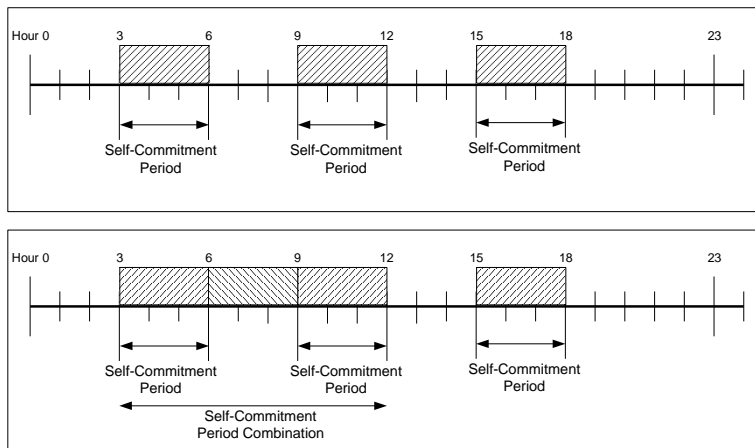 Hour 0 3 6 9 12 15 18 23
Self-Commitment Period
Self-Commitment Period
Self-Commitment Period
Hour 0 3 6 9 12 15 18 23
Self-Commitment Period
Self-Commitment Period
Self-Commitment Period
Self-Commitment
Period Combination